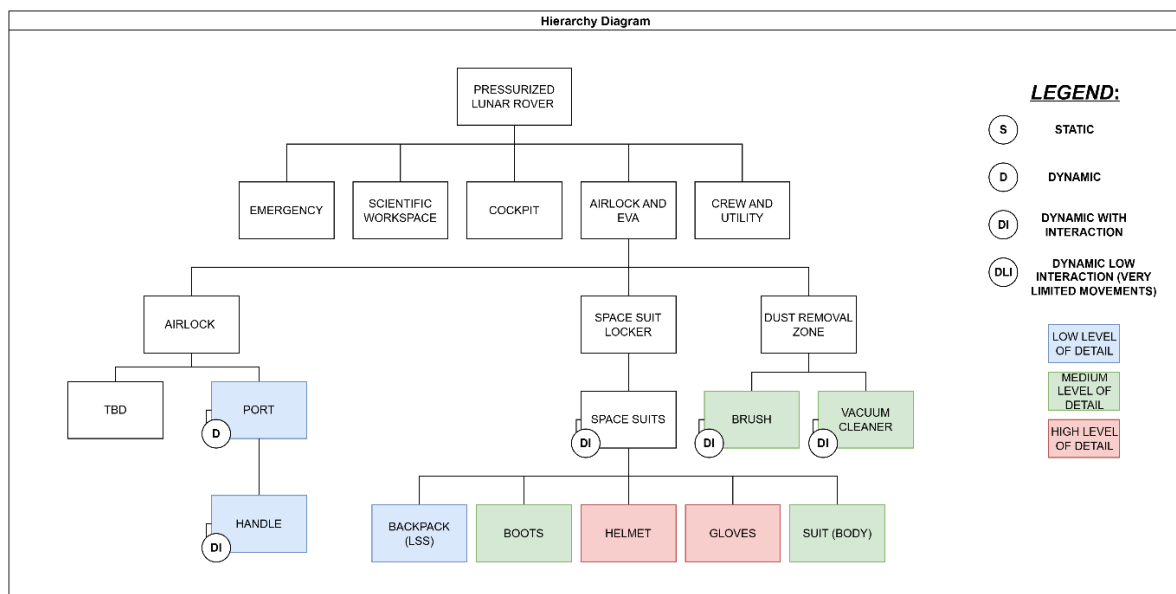 Hierarchy Diagram
PRESSURIZED
LUNAR ROVER
LEGEND:
S
STATIC
D
DYNAMIC
DI
DYNAMIC WITH
INTERACTION
DLI
DYNAMIC LOW
INTERACTION (VERY
LIMITED MOVEMENTS)
EMERGENCY
SCIENTIFIC
WORKSPACE
COCKPIT
AIRLOCK AND
EVA
CREW AND
UTILITY
AIRLOCK
SPACE SUIT
LOCKER
DUST REMOVAL
ZONE
LOW LEVEL
OF DETAIL
MEDIUM
LEVEL OF
DETAIL
HIGH LEVEL
OF DETAIL
TBD
PORT
D
SPACE SUITS
DI
BRUSH
DI
VACUUM
CLEANER
DI
HANDLE
DI
BACKPACK
(LSS)
BOOTS
HELMET
GLOVES
SUIT (BODY)